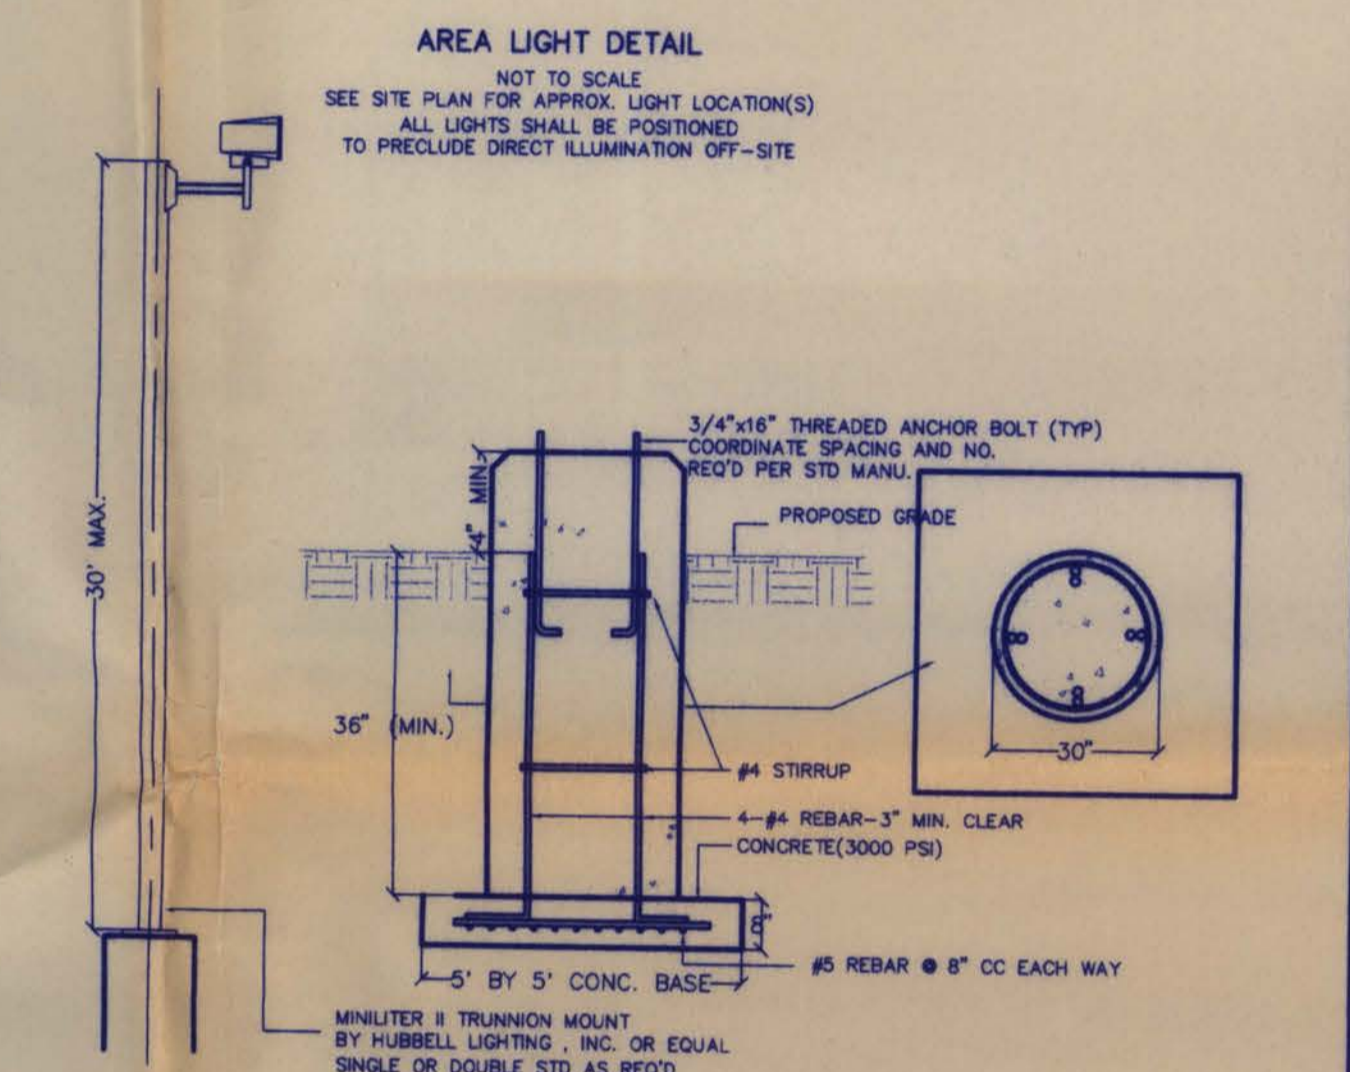 AREA LIGHT DETAIL
NOT TO SCALE
SEE SITE PLAN FOR APPROX. LIGHT LOCATION(S)
ALL LIGHTS SHALL BE POSITIONED
TO PRECLUDE DIRECT ILLUMINATION OFF-SITE
30' MAX.
3/4"x16" THREADED ANCHOR BOLT (TYP)
COORDINATE SPACING AND NO.
REQ'D PER STD MANU.
4" MIN.
PROPOSED GRADE
36" (MIN.)
30"
#4 STIRRUP
4-#4 REBAR-3" MIN. CLEAR
CONCRETE(3000 PSI)
8"
#5 REBAR @ 8" CC EACH WAY
5' BY 5' CONC. BASE
MINILITER II TRUNNION MOUNT
BY HUBBELL LIGHTING , INC. OR EQUAL
SINGLE OR DOUBLE STD AS REQ'D